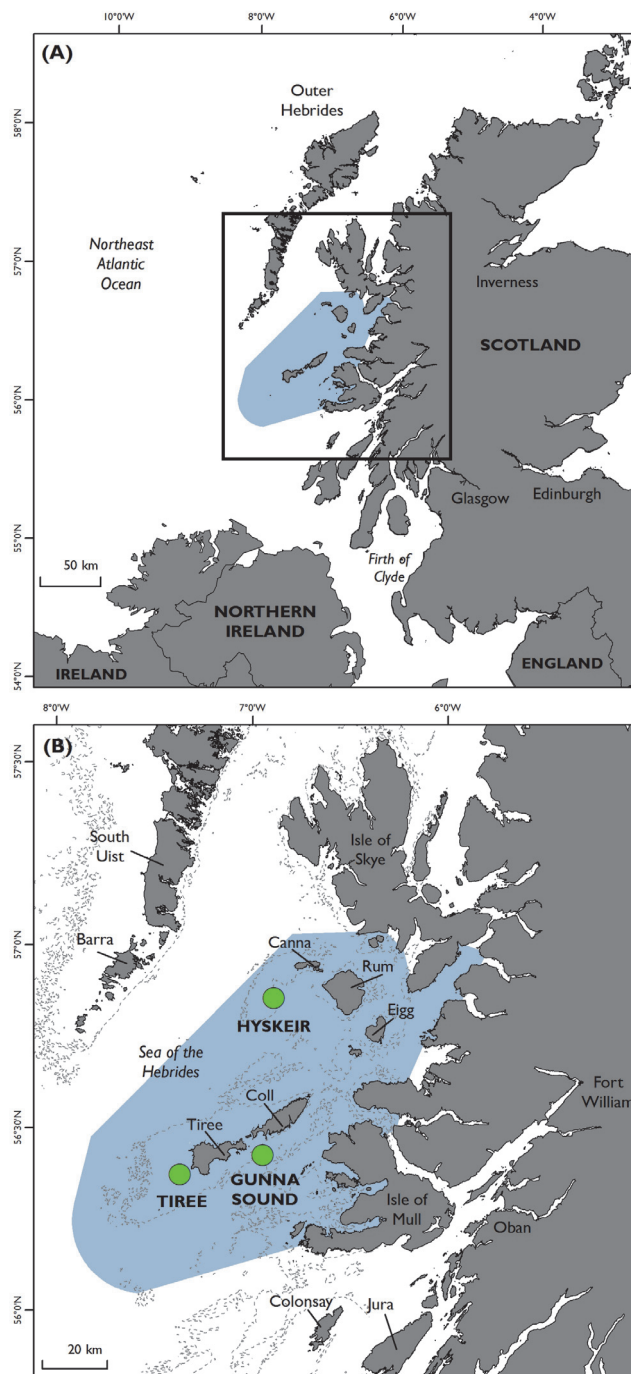 10°0'W 8°0'W 6°0'W 4°0'W
(A)
Outer
Hebrides
58°0'N
Northeast
Atlantic
Ocean
57°0'N
Inverness
SCOTLAND
56°0'N
Glasgow
Edinburgh
55°0'N
Firth of
Clyde
50 km
NORTHERN
IRELAND
ENGLAND
IRELAND
54°0'N
8°0'W 7°0'W 6°0'W
(B)
57°30'N
South
Uist
Isle of
Skye
57°0'N
Barra
Canna
Rum
HYSKEIR
Eigg
Sea of the
Hebrides
Coll
Fort
William
56°30'N
Tiree
TIREE
GUNNA
SOUND
Isle of
Mull
Oban
56°0'N
Colonsay
Jura
20 km